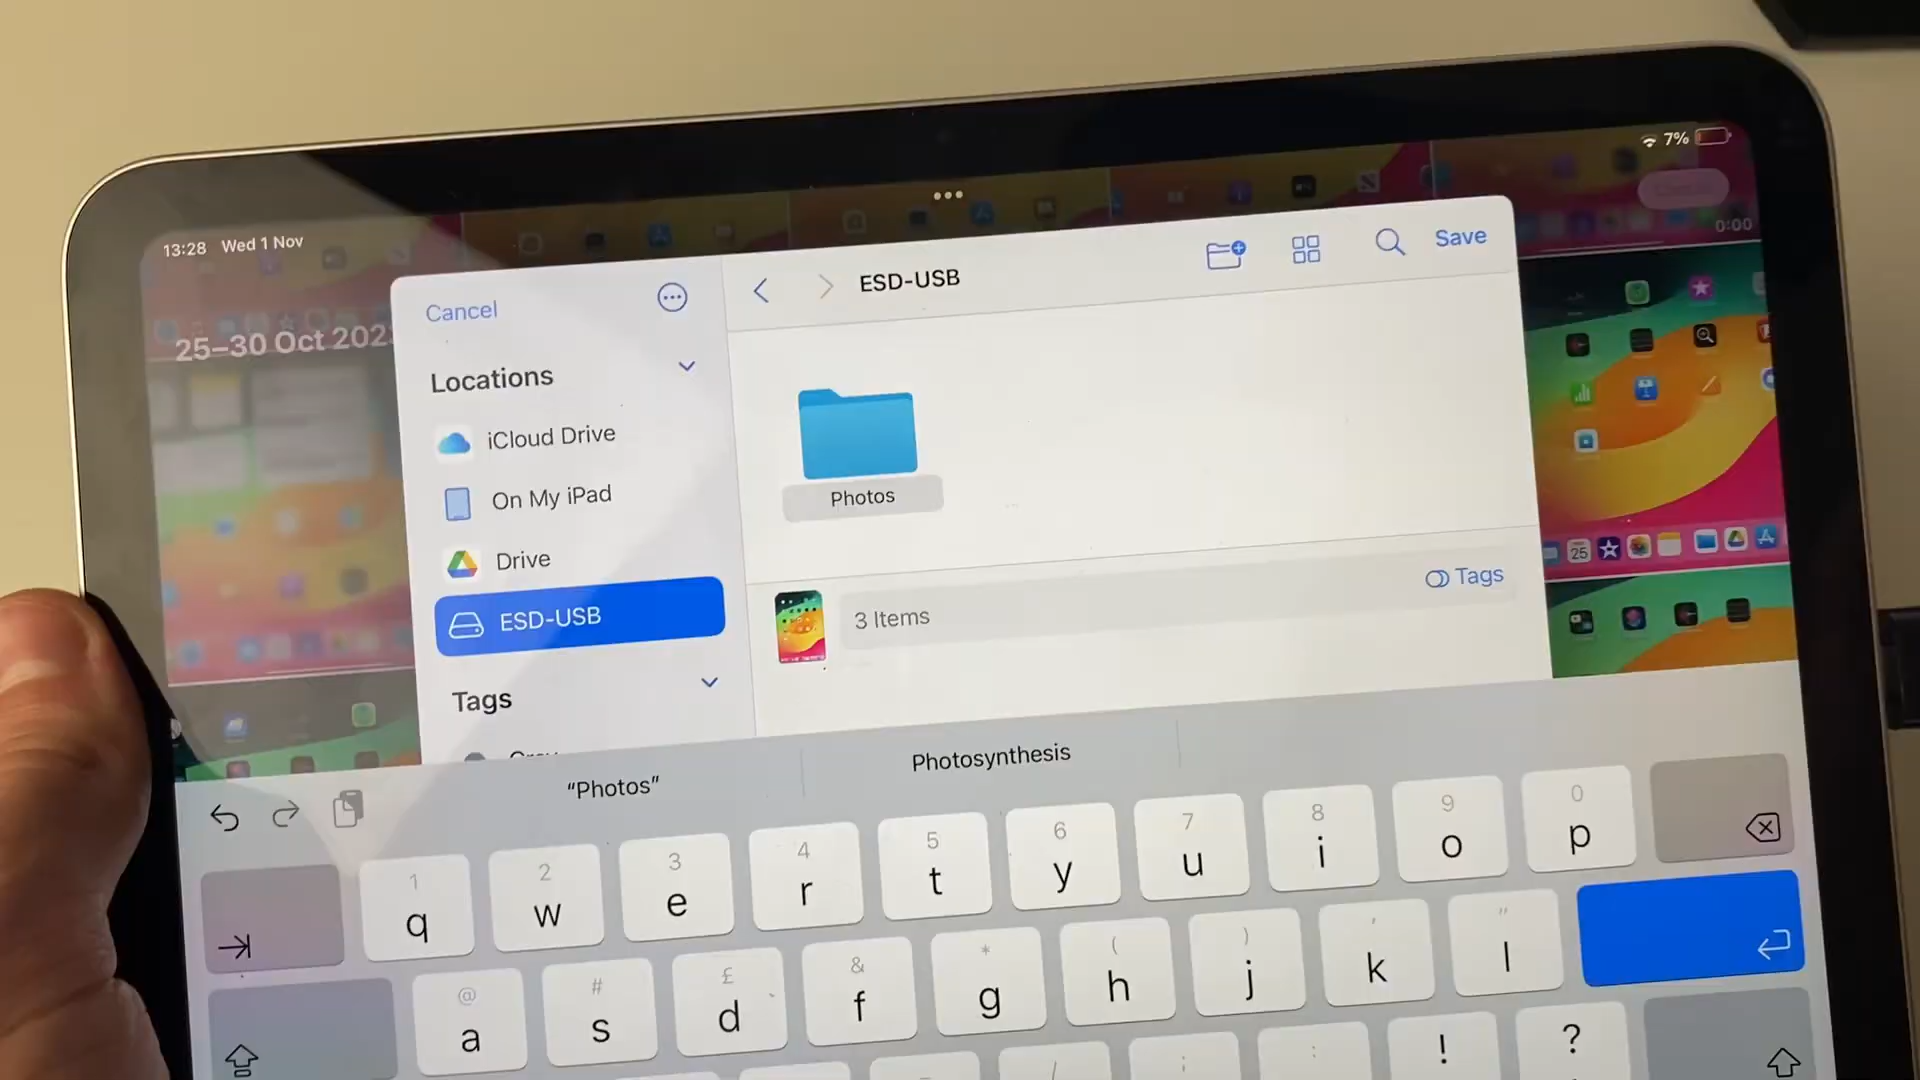 7%
0:00
13:28 Wed 1 Nov
25–30 Oct 202
Cancel
ESD-USB
Save
Locations
iCloud Drive
On My iPad
Drive
ESD-USB
Tags
Photos
3 Items
Tags
25
“Photos”
Photosynthesis
1 2 3 4 5 6 7 8 9 0
q w e r t y u i o p
@ # £ & * ( ) ' "
a s d f g h j k l
! ?